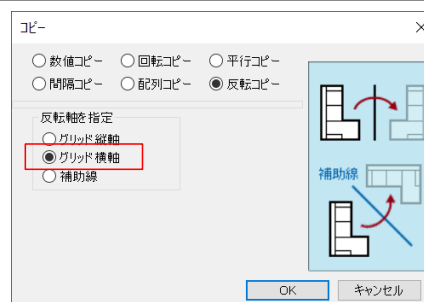 コピー
数値コピー 回転コピー 平行コピー
間隔コピー 配列コピー 反転コピー
反転軸を指定
グリッド縦軸
グリッド横軸
補助線
補助線
OK キャンセル